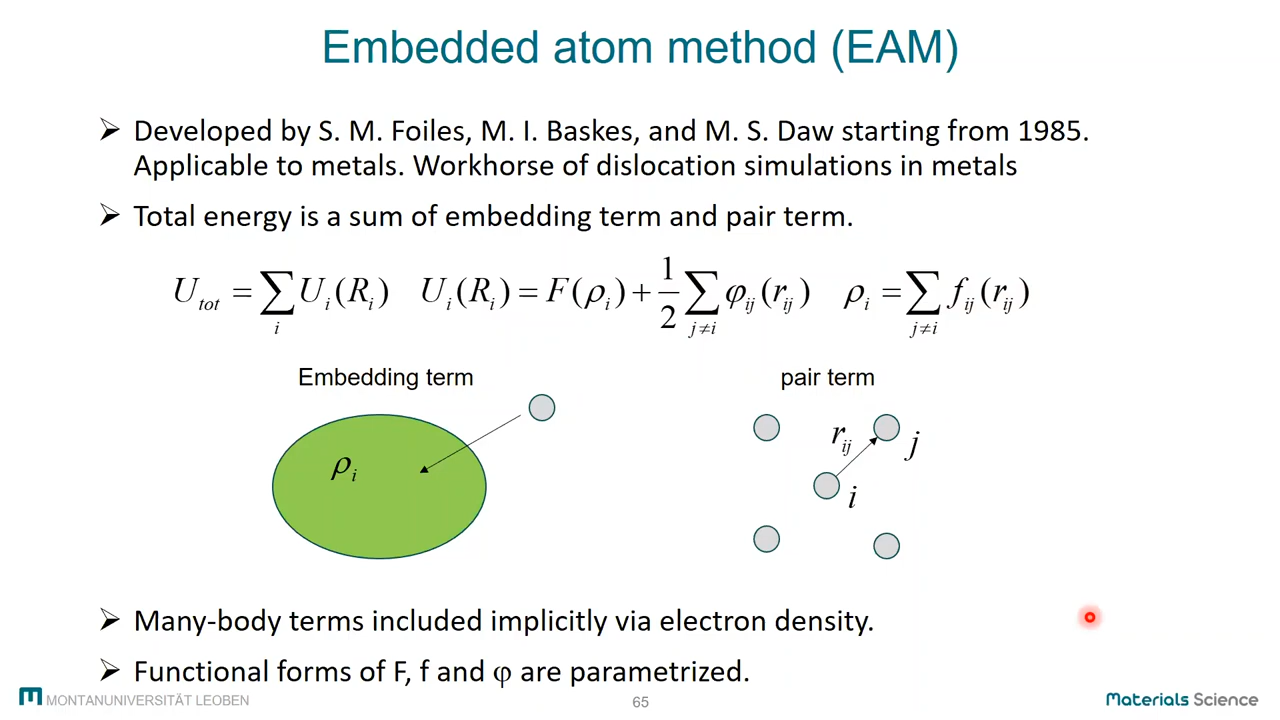 Embedded atom method (EAM)
➢ Developed by S. M. Foiles, M. I. Baskes, and M. S. Daw starting from 1985.
Applicable to metals. Workhorse of dislocation simulations in metals
➢ Total energy is a sum of embedding term and pair term.
U_tot = ∑_i U_i(R_i)   U_i(R_i) = F(ρ_i) + 1/2 ∑_{j≠i} φ_ij(r_ij)   ρ_i = ∑_{j≠i} f_ij(r_ij)
Embedding term
pair term
ρ_i
r_ij
j
i
➢ Many-body terms included implicitly via electron density.
➢ Functional forms of F, f and φ are parametrized.
MONTANUNIVERSITÄT LEOBEN
65
Materials Science